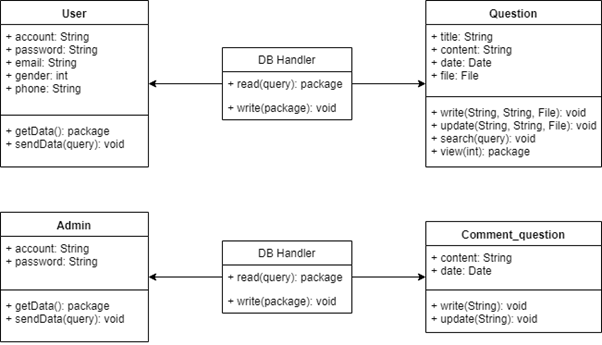 User
+ account: String
+ password: String
+ email: String
+ gender: int
+ phone: String
+ getData(): package
+ sendData(query): void
DB Handler
+ read(query): package
+ write(package): void
Question
+ title: String
+ content: String
+ date: Date
+ file: File
+ write(String, String, File): void
+ update(String, String, File): void
+ search(query): void
+ view(int): package
Admin
+ account: String
+ password: String
+ getData(): package
+ sendData(query): void
DB Handler
+ read(query): package
+ write(package): void
Comment_question
+ content: String
+ date: Date
+ write(String): void
+ update(String): void